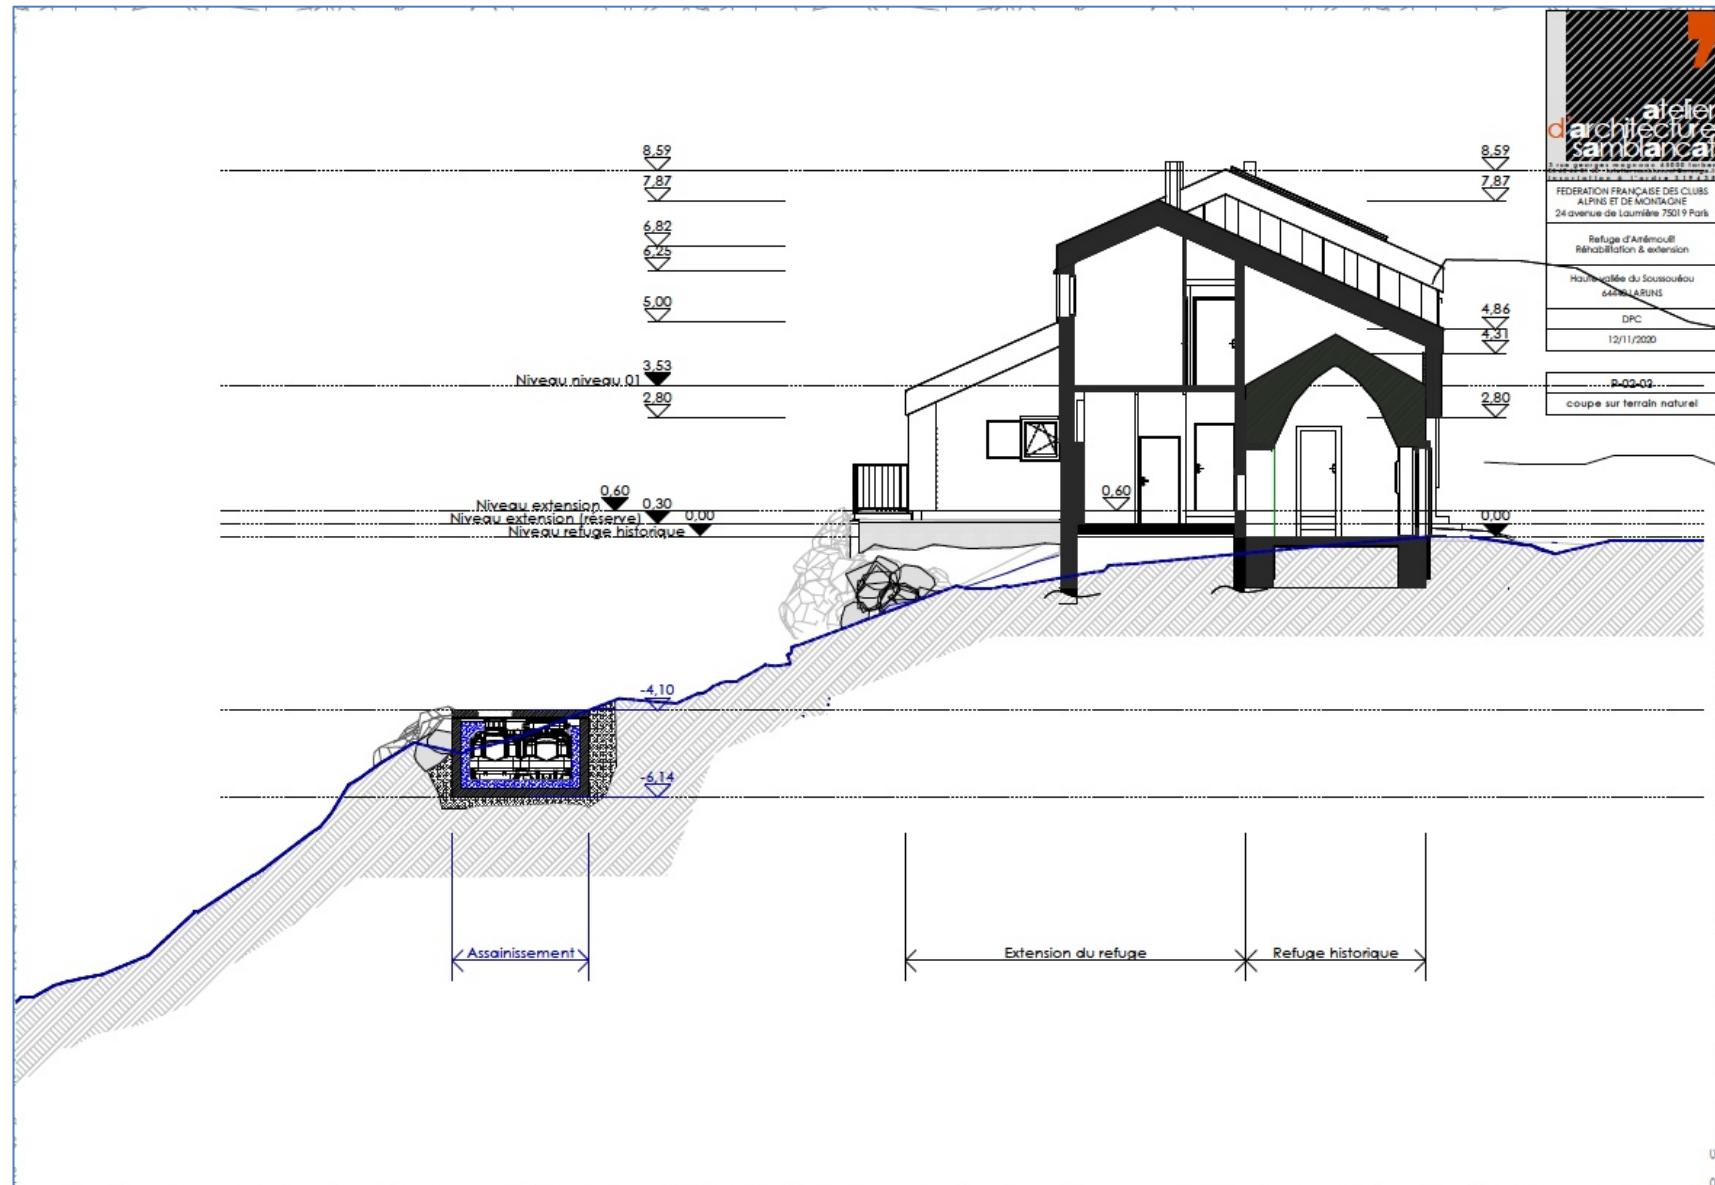 8,59
7,87
6,82
6,25
5,00
3,53
Niveau niveau 01
2,80
0,60
Niveau extension
0,30
Niveau extension (réserve)
0,00
Niveau refuge historique
0,60
8,59
7,87
4,86
4,31
2,80
0,00
-4,10
-6,14
Assainissement
Extension du refuge
Refuge historique
atelier
d'architecture
samblancat
FEDERATION FRANÇAISE DES CLUBS
ALPINS ET DE MONTAGNE
24 avenue de Laumière 75019 Paris
Refuge d'Arrémoulit
Réhabilitation & extension
Haute vallée du Soussouéou
64440 LARUNS
DPC
12/11/2020
P-02-03
coupe sur terrain naturel